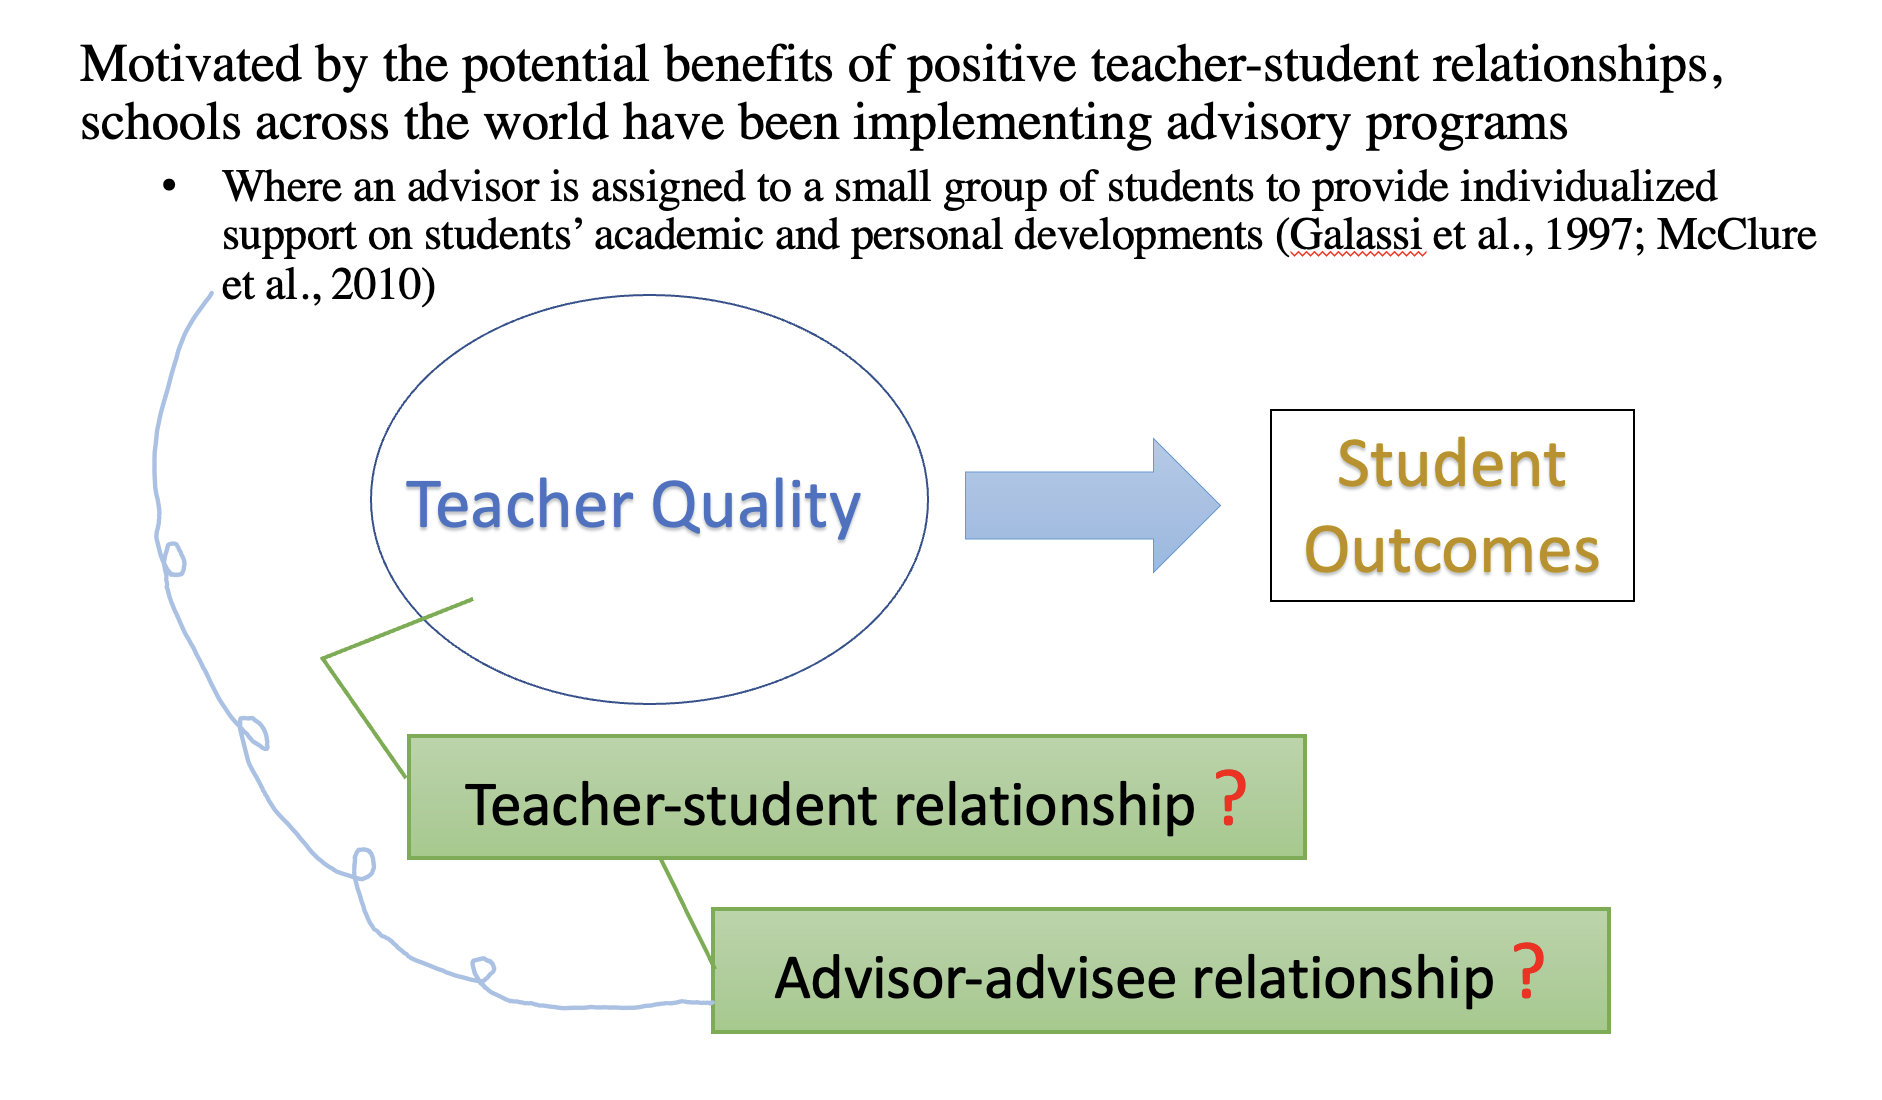 Motivated by the potential benefits of positive teacher-student relationships,
schools across the world have been implementing advisory programs
• Where an advisor is assigned to a small group of students to provide individualized
support on students’ academic and personal developments (Galassi et al., 1997; McClure
et al., 2010)
Teacher Quality
Student
Outcomes
Teacher-student relationship ?
Advisor-advisee relationship ?